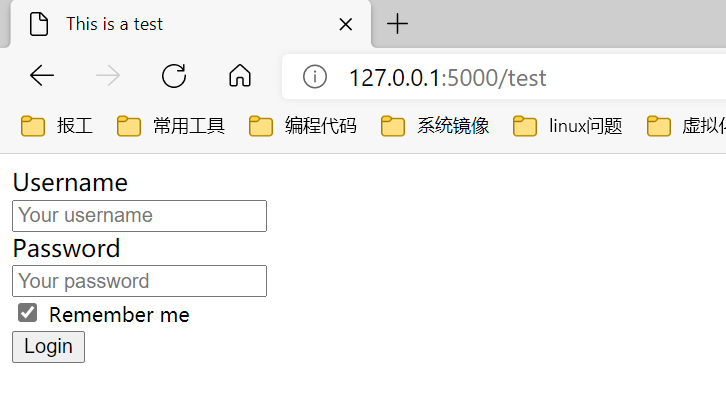 This is a test
127.0.0.1:5000/test
报工 常用工具 编程代码 系统镜像 linux问题 虚拟
Username
Your username
Password
Your password
Remember me
Login